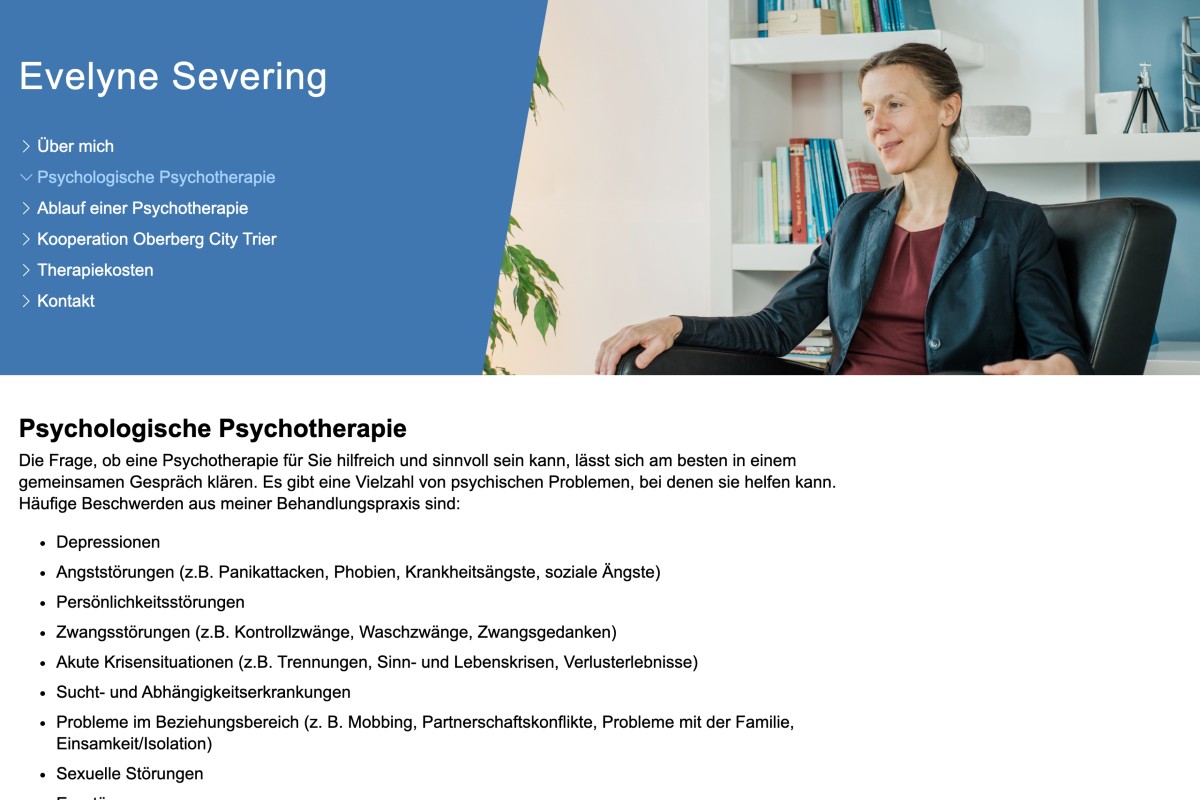 Evelyne Severing
Über mich
Psychologische Psychotherapie
Ablauf einer Psychotherapie
Kooperation Oberberg City Trier
Therapiekosten
Kontakt
Psychologische Psychotherapie
Die Frage, ob eine Psychotherapie für Sie hilfreich und sinnvoll sein kann, lässt sich am besten in einem
gemeinsamen Gespräch klären. Es gibt eine Vielzahl von psychischen Problemen, bei denen sie helfen kann.
Häufige Beschwerden aus meiner Behandlungspraxis sind:
• Depressionen
• Angststörungen (z.B. Panikattacken, Phobien, Krankheitsängste, soziale Ängste)
• Persönlichkeitsstörungen
• Zwangsstörungen (z.B. Kontrollzwänge, Waschzwänge, Zwangsgedanken)
• Akute Krisensituationen (z.B. Trennungen, Sinn- und Lebenskrisen, Verlusterlebnisse)
• Sucht- und Abhängigkeitserkrankungen
• Probleme im Beziehungsbereich (z. B. Mobbing, Partnerschaftskonflikte, Probleme mit der Familie,
Einsamkeit/Isolation)
• Sexuelle Störungen